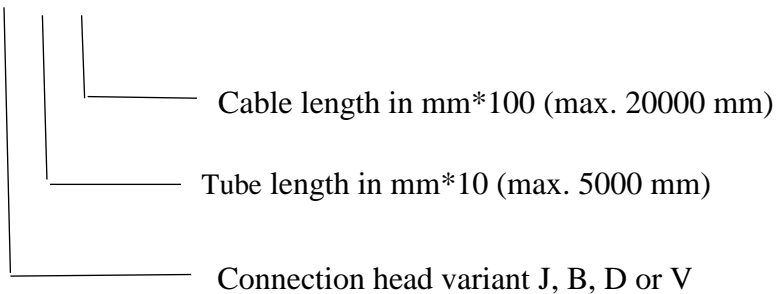 Cable length in mm*100 (max. 20000 mm)
Tube length in mm*10 (max. 5000 mm)
Connection head variant J, B, D or V